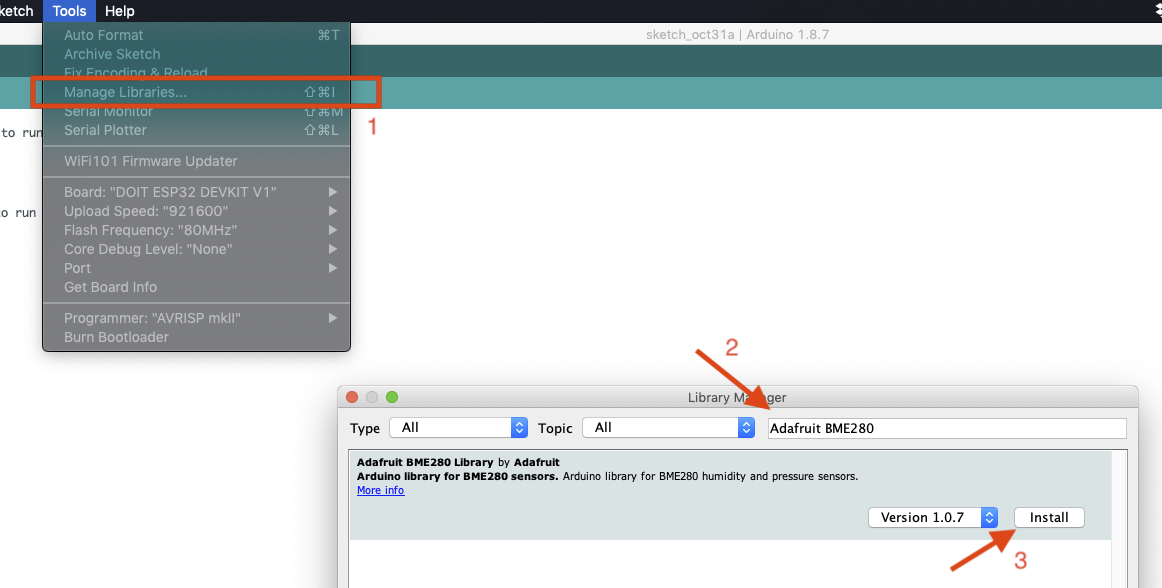 ketch Tools Help
sketch_oct31a | Arduino 1.8.7
Auto Format ⌘T
Archive Sketch
Fix Encoding & Reload
Manage Libraries... ⇧⌘I
1
Serial Monitor ⇧⌘M
Serial Plotter ⇧⌘L
to run
WiFi101 Firmware Updater
Board: "DOIT ESP32 DEVKIT V1"
Upload Speed: "921600"
o run
Flash Frequency: "80MHz"
Core Debug Level: "None"
Port
Get Board Info
Programmer: "AVRISP mkII"
Burn Bootloader
2
Library Manager
Type All Topic All Adafruit BME280
Adafruit BME280 Library by Adafruit
Arduino library for BME280 sensors. Arduino library for BME280 humidity and pressure sensors.
More info
Version 1.0.7 Install
3